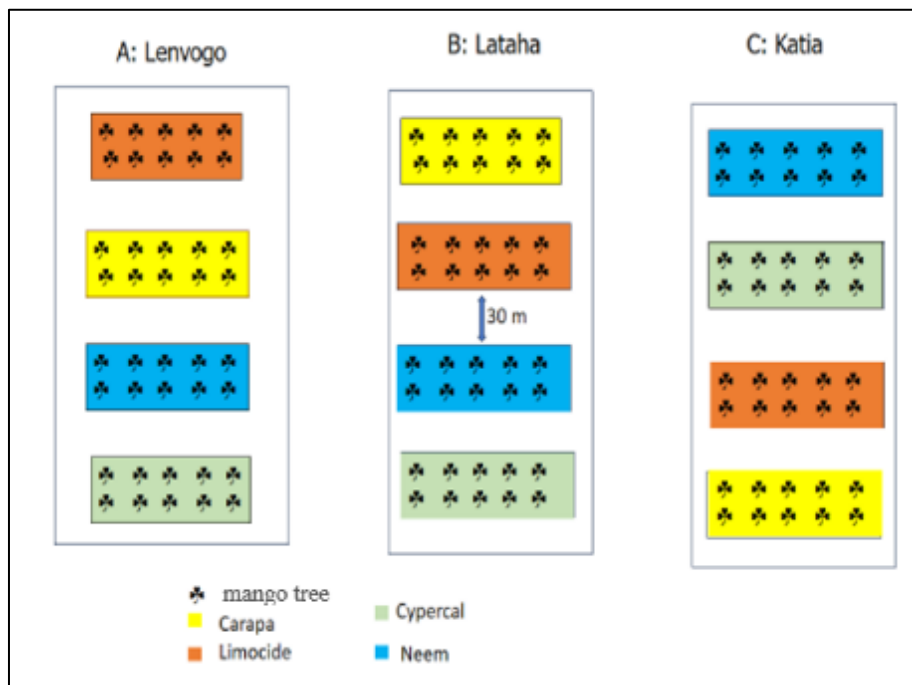 A: Lenvogo
B: Lataha
C: Katia
30 m
mango tree
Carapa
Cypercal
Limocide
Neem